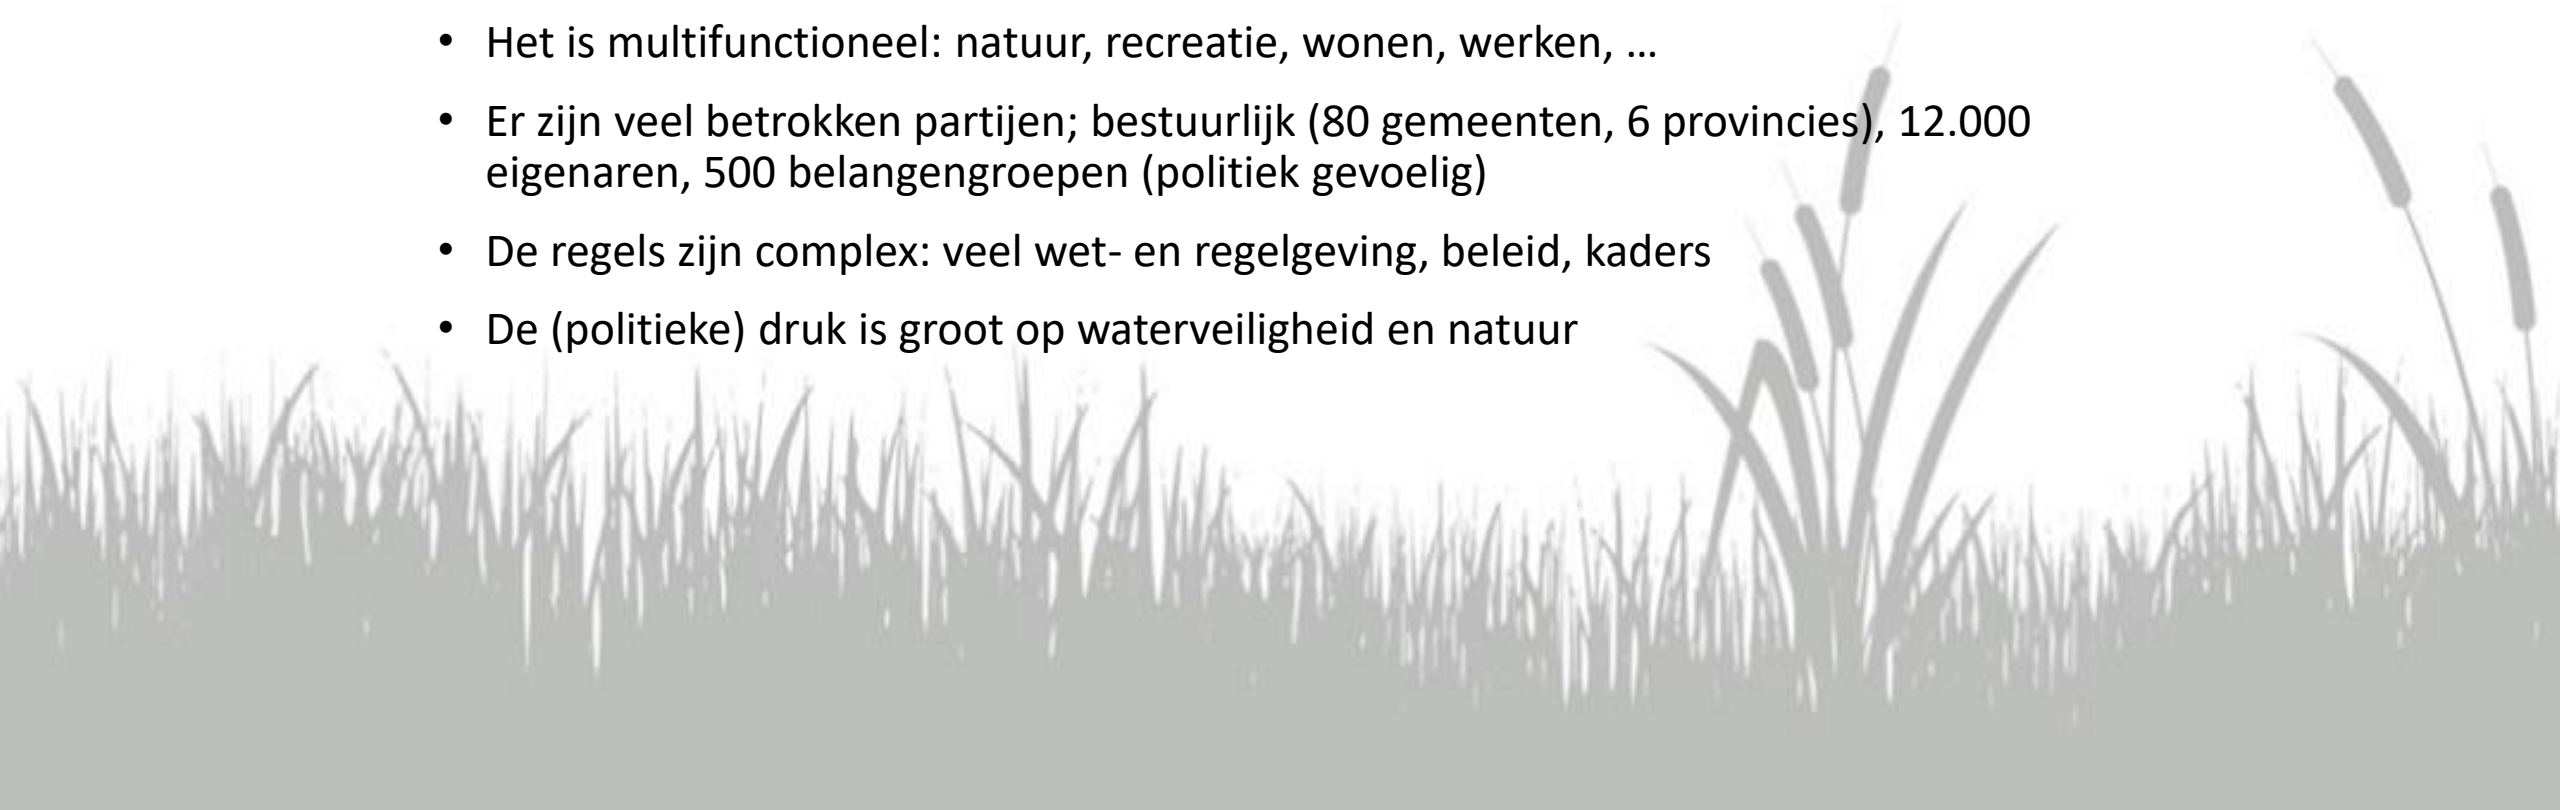 • Het is multifunctioneel: natuur, recreatie, wonen, werken, …
• Er zijn veel betrokken partijen; bestuurlijk (80 gemeenten, 6 provincies), 12.000
eigenaren, 500 belangengroepen (politiek gevoelig)
• De regels zijn complex: veel wet- en regelgeving, beleid, kaders
• De (politieke) druk is groot op waterveiligheid en natuur